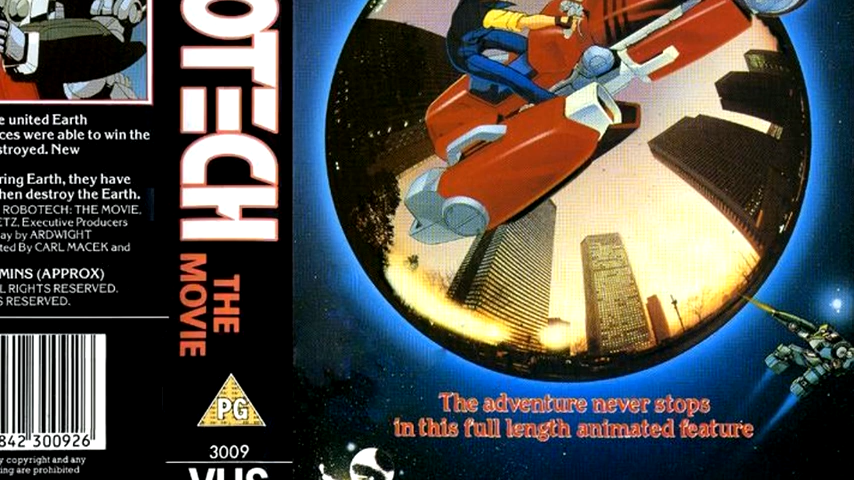 e united Earth
ces were able to win the
stroyed. New
ring Earth, they have
hen destroy the Earth.
ROBOTECH: THE MOVIE,
ETZ, Executive Producers
ay by ARDWIGHT
ted By CARL MACEK and
MINS (APPROX)
L RIGHTS RESERVED.
S RESERVED.
842 300926
y copyright and any
ing are prohibited
OTECH
THE
MOVIE
PG
3009
VHS
The adventure never stops
in this full length animated feature